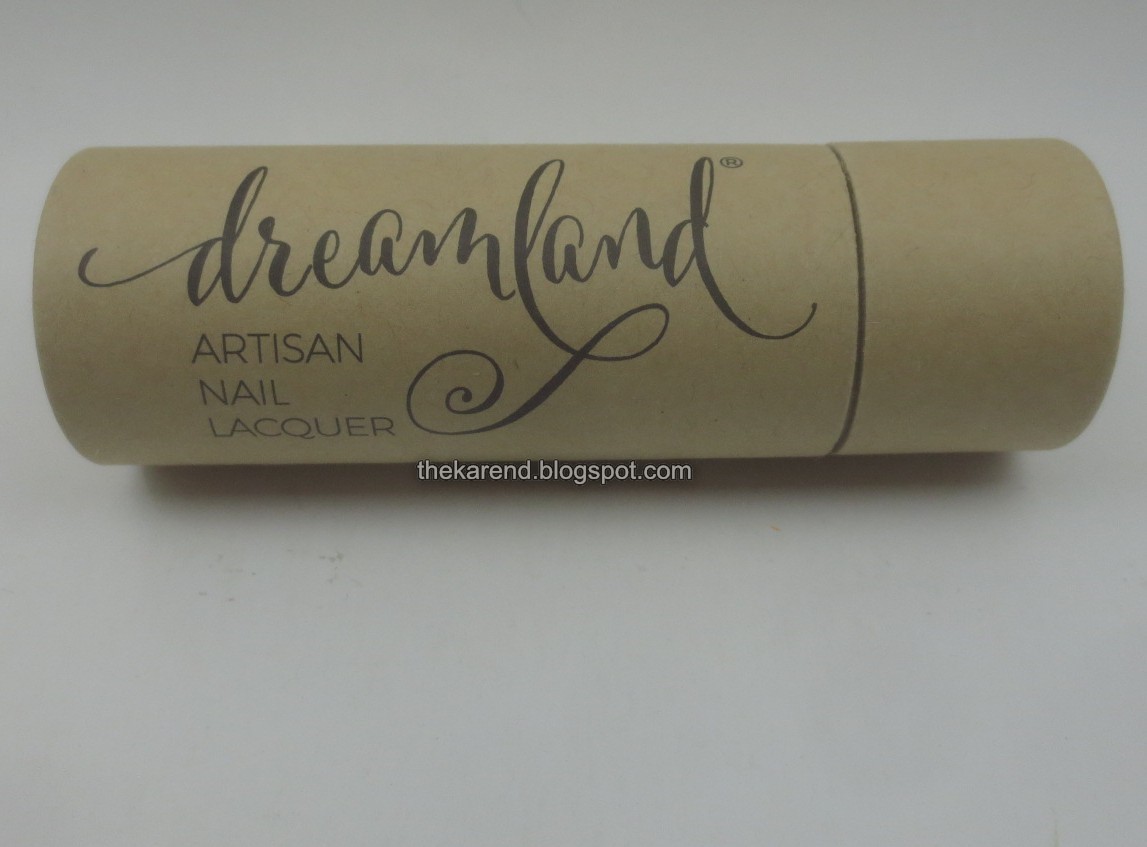 dreamland®
ARTISAN
NAIL
LACQUER
thekarend.blogspot.com